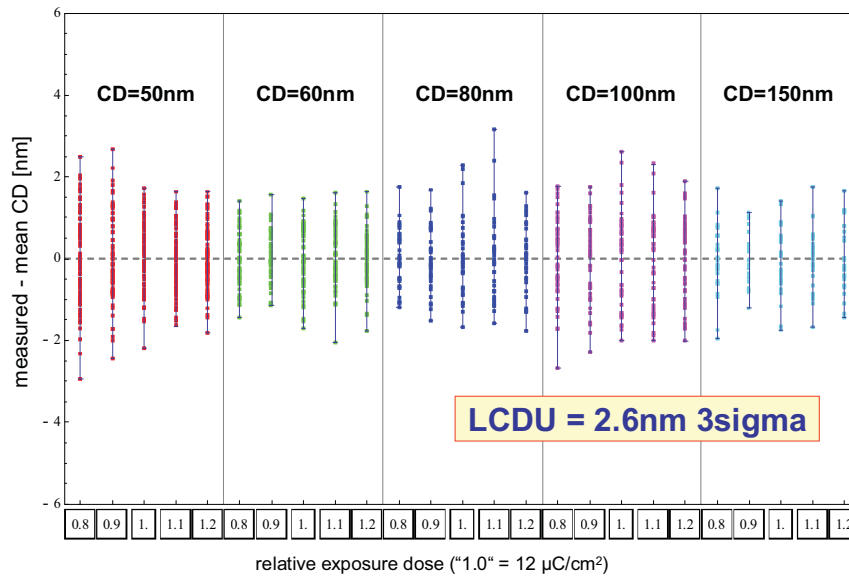 6
4
2
0
- 2
- 4
- 6
measured - mean CD [nm]
CD=50nm CD=60nm CD=80nm CD=100nm CD=150nm
LCDU = 2.6nm 3sigma
0.8 0.9 1. 1.1 1.2 0.8 0.9 1. 1.1 1.2 0.8 0.9 1. 1.1 1.2 0.8 0.9 1. 1.1 1.2 0.8 0.9 1. 1.1 1.2
relative exposure dose ("1.0" = 12 µC/cm²)